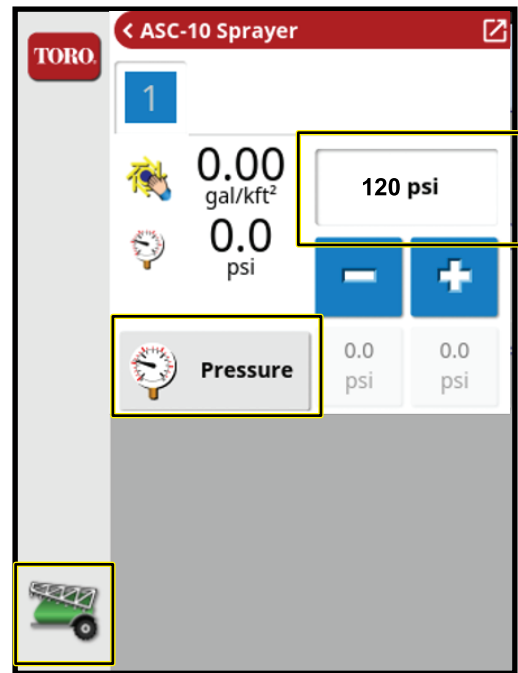 TORO.
< ASC-10 Sprayer
1
0.00
gal/kft²
120 psi
0.0
psi
Pressure
0.0
psi
0.0
psi